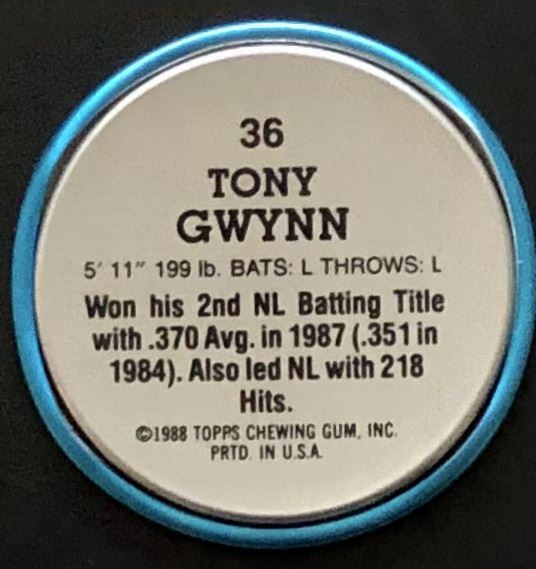 36
TONY
GWYNN
5' 11" 199 lb. BATS: L THROWS: L
Won his 2nd NL Batting Title
with .370 Avg. in 1987 (.351 in
1984). Also led NL with 218
Hits.
©1988 TOPPS CHEWING GUM, INC.
PRTD. IN U.S.A.